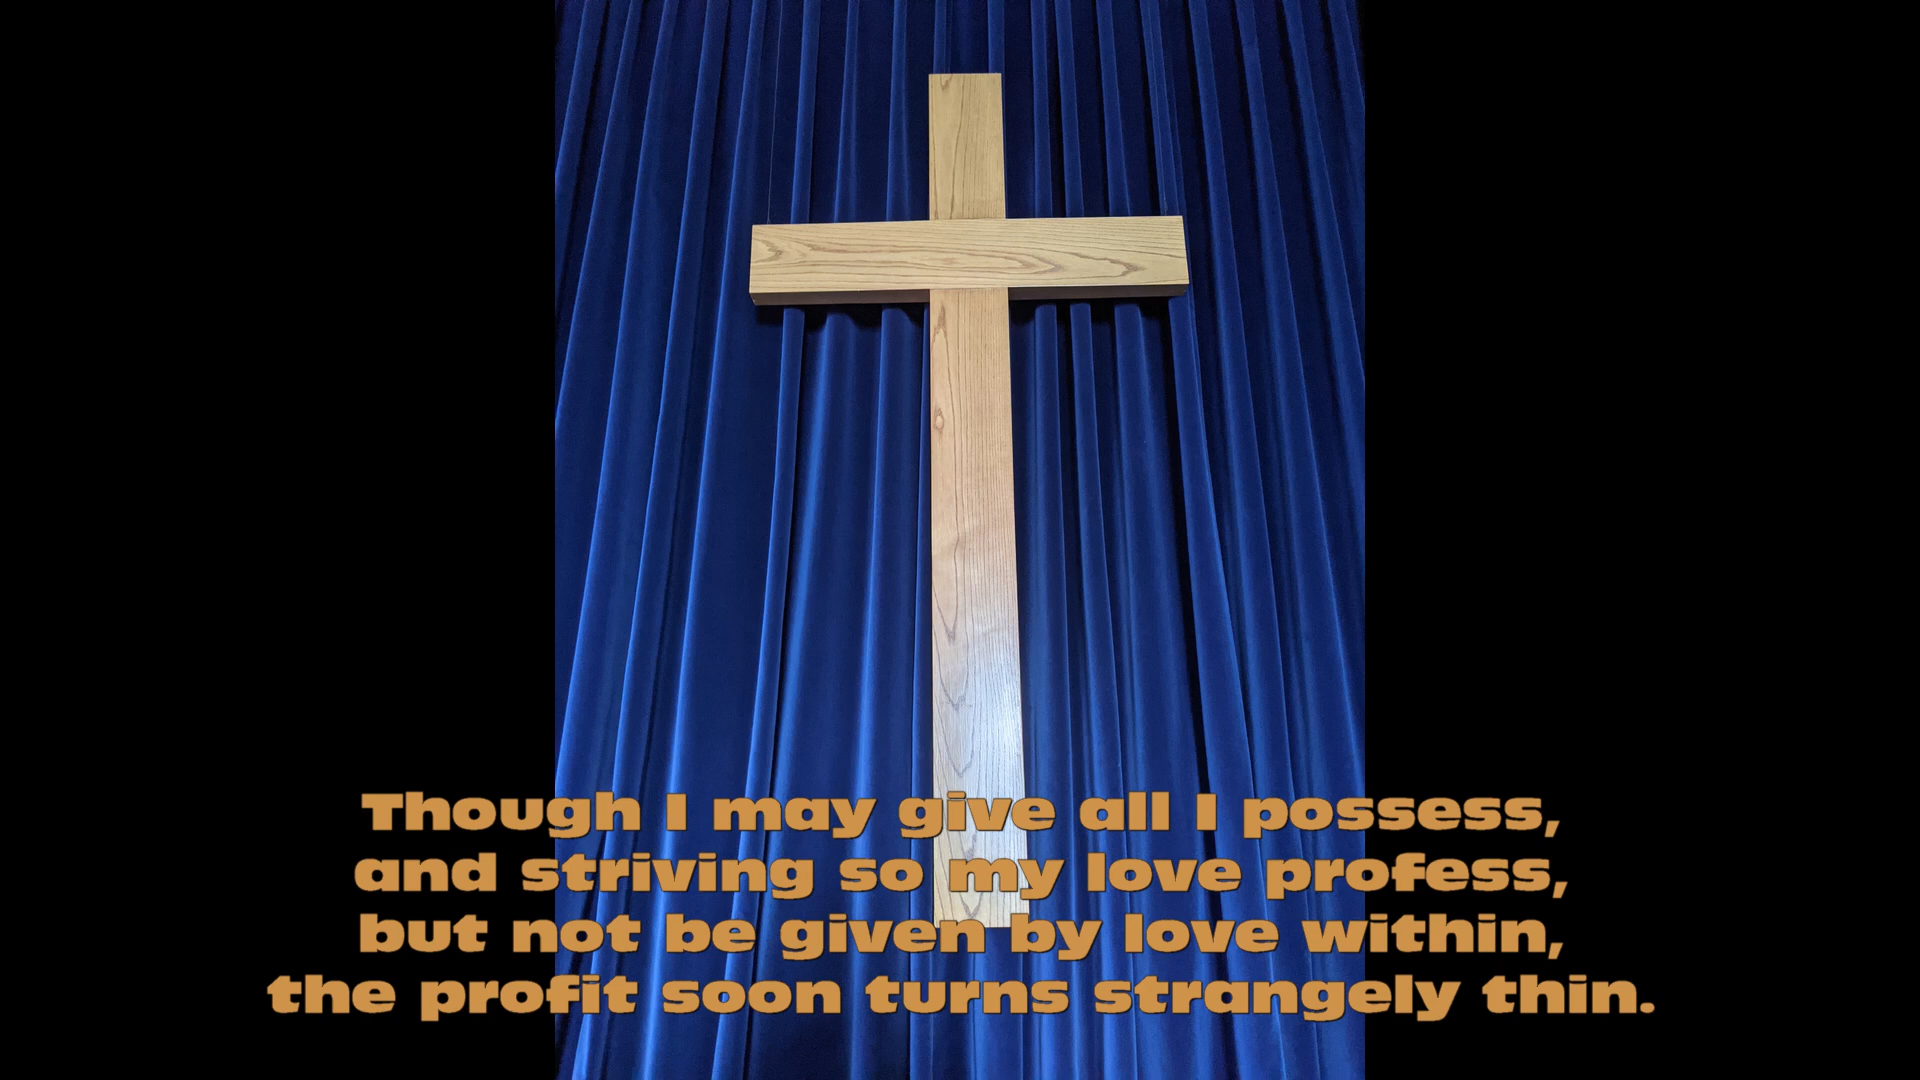 Though I may give all I possess,
and striving so my love profess,
but not be given by love within,
the profit soon turns strangely thin.